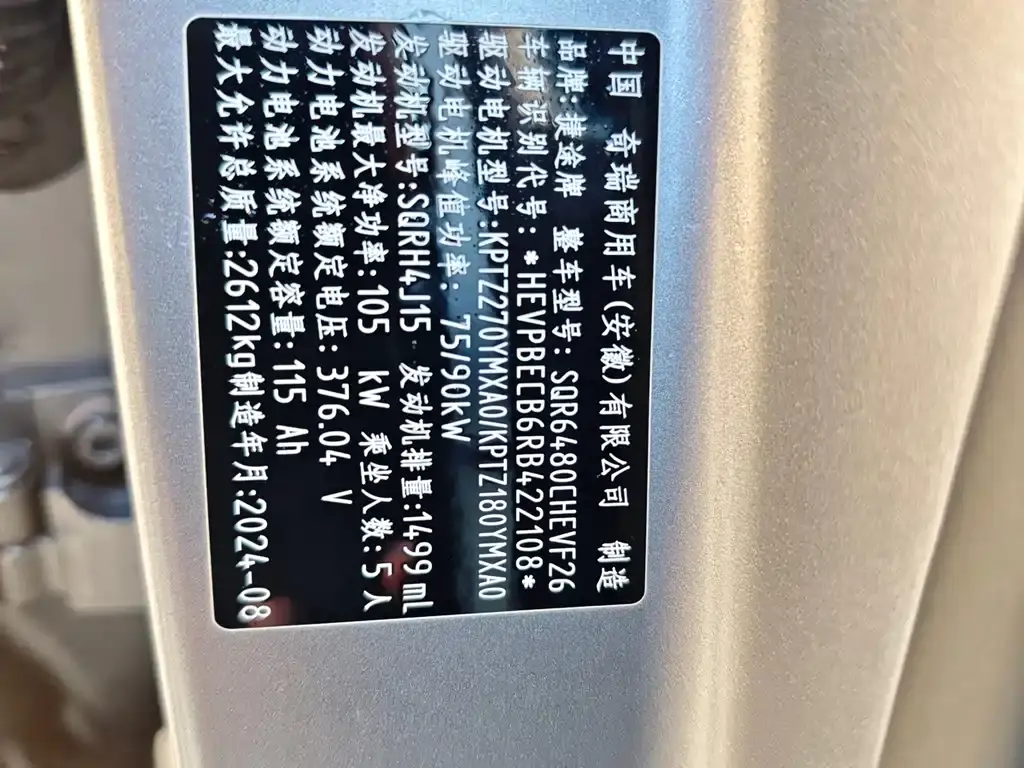 中国 奇瑞商用车(安徽)有限公司 制造
品牌:捷途牌 整车型号:SQR6480CHEVF26
车辆识别代号:*HEVPBECB6RB422108*
驱动电机型号:KPTZ270YMXA0/KPTZ180YMXA0
驱动电机峰值功率: 75/90kW
发动机型号:SQRH4J15 发动机排量:1499ml
发动机最大净功率:105 kW 乘坐人数:5人
动力电池系统额定电压:376.04 V
动力电池系统额定容量:115 Ah
最大允许总质量:2612kg制造年月:2024-08